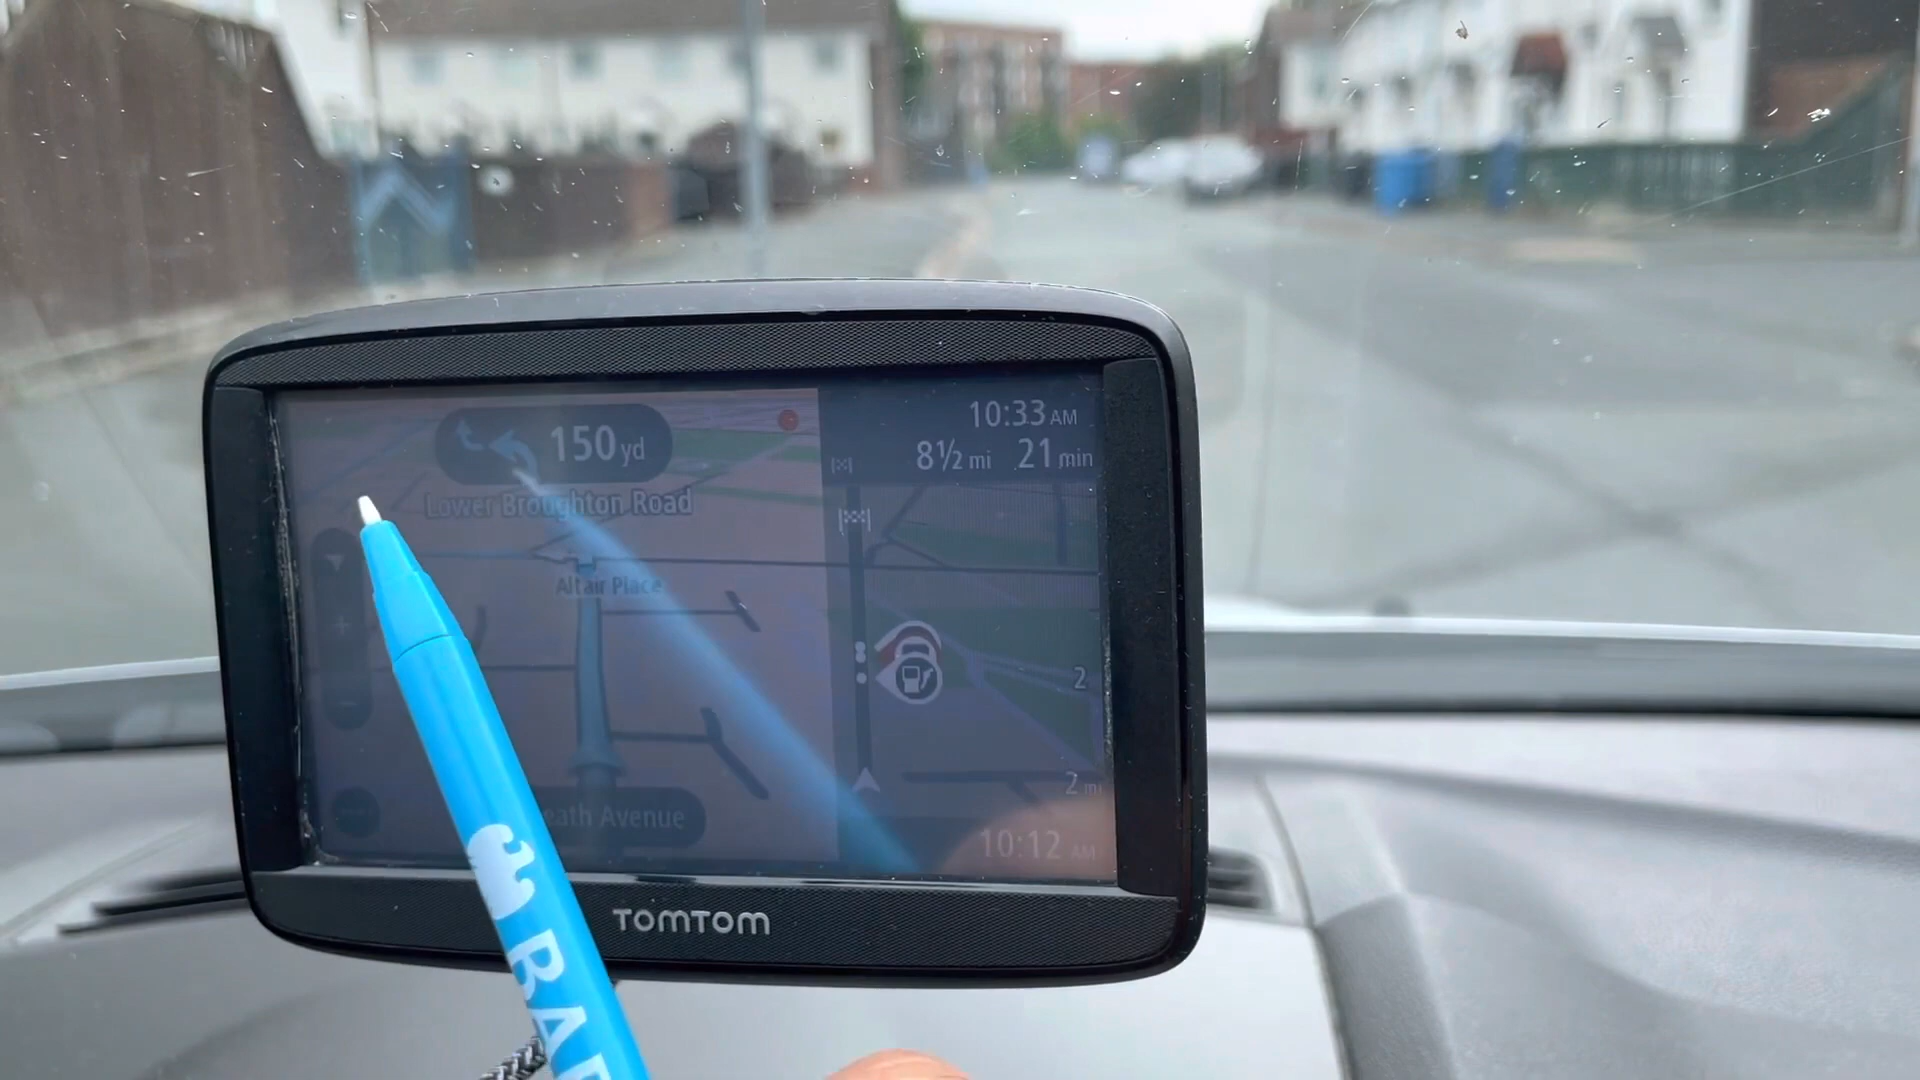 10:33 AM
150 yd
8½ mi 21 min
Lower Broughton Road
Altair Place
2
2 mi
eath Avenue
10:12 AM
TOMTOM
BAR